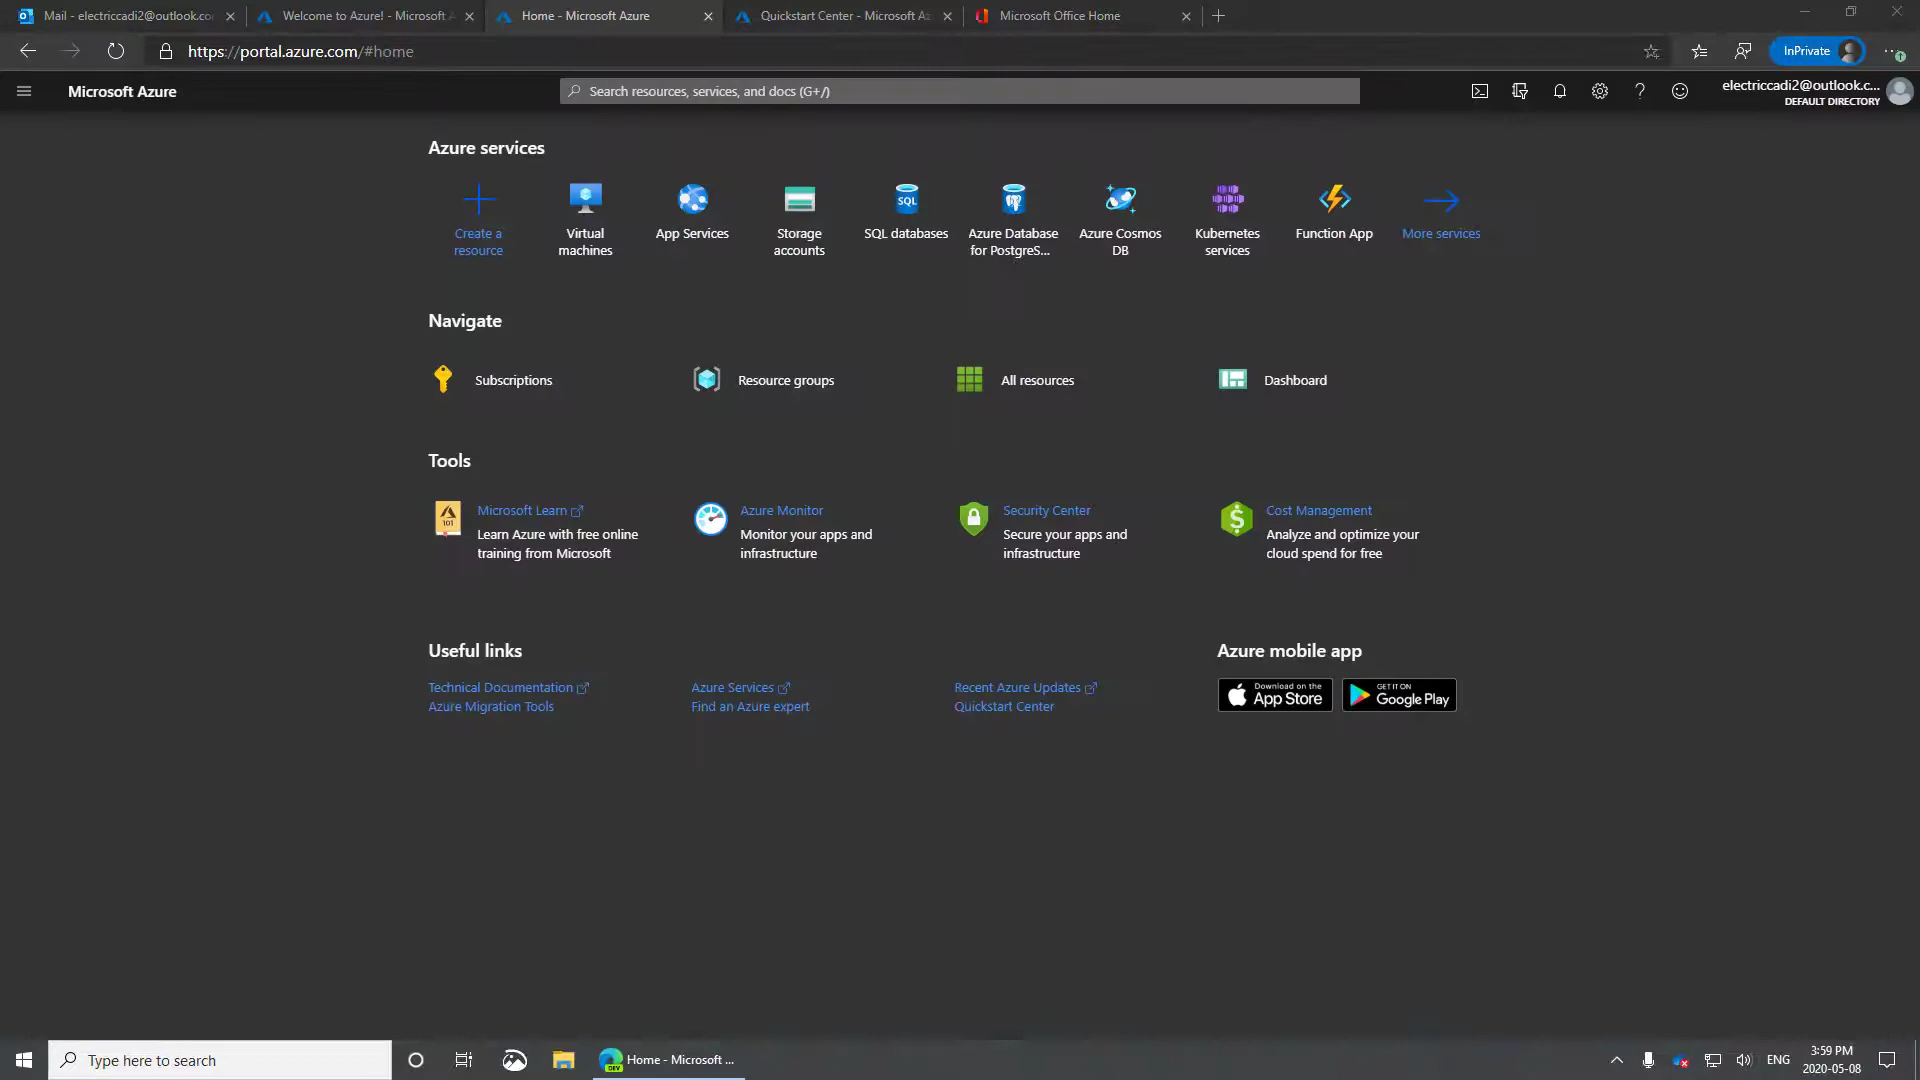 Mail - electriccadi2@outlook.co
Welcome to Azure! - Microsoft A
Home - Microsoft Azure
Quickstart Center - Microsoft Az
Microsoft Office Home
https://portal.azure.com/#home
InPrivate
Microsoft Azure
Search resources, services, and docs (G+/)
electriccadi2@outlook.c...
DEFAULT DIRECTORY
Azure services
Create a
resource
Virtual
machines
App Services
Storage
accounts
SQL
SQL databases
Azure Database
for PostgreS...
Azure Cosmos
DB
Kubernetes
services
Function App
More services
Navigate
Subscriptions
Resource groups
All resources
Dashboard
Tools
101
Microsoft Learn
Learn Azure with free online
training from Microsoft
Azure Monitor
Monitor your apps and
infrastructure
Security Center
Secure your apps and
infrastructure
$
Cost Management
Analyze and optimize your
cloud spend for free
Useful links
Technical Documentation
Azure Migration Tools
Azure Services
Find an Azure expert
Recent Azure Updates
Quickstart Center
Azure mobile app
Download on the
App Store
GET IT ON
Google Play
Type here to search
DEV
Home - Microsoft ...
ENG
3:59 PM
2020-05-08